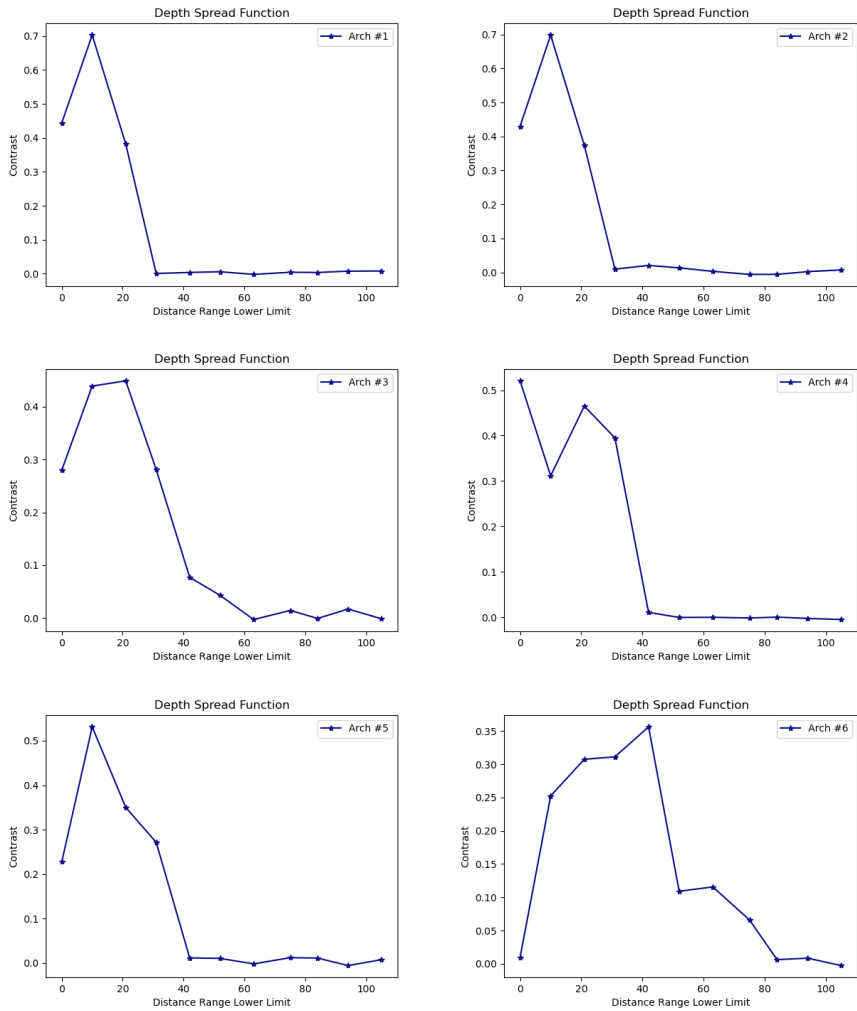 Depth Spread Function
Arch #1
0.7
0.6
0.5
0.4
0.3
0.2
0.1
0.0
Contrast
0 20 40 60 80 100
Distance Range Lower Limit
Depth Spread Function
Arch #2
0.7
0.6
0.5
0.4
0.3
0.2
0.1
0.0
Contrast
0 20 40 60 80 100
Distance Range Lower Limit
Depth Spread Function
Arch #3
0.4
0.3
0.2
0.1
0.0
Contrast
0 20 40 60 80 100
Distance Range Lower Limit
Depth Spread Function
Arch #4
0.5
0.4
0.3
0.2
0.1
0.0
Contrast
0 20 40 60 80 100
Distance Range Lower Limit
Depth Spread Function
Arch #5
0.5
0.4
0.3
0.2
0.1
0.0
Contrast
0 20 40 60 80 100
Distance Range Lower Limit
Depth Spread Function
Arch #6
0.35
0.30
0.25
0.20
0.15
0.10
0.05
0.00
Contrast
0 20 40 60 80 100
Distance Range Lower Limit